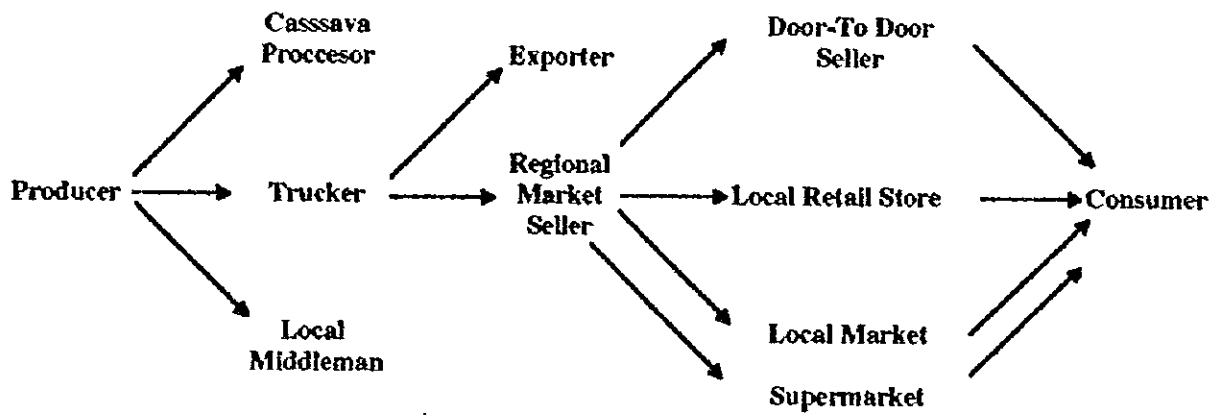 Casssava
Proccesor
Door-To Door
Seller
Exporter
Producer
Trucker
Regional
Market
Seller
Local Retail Store
Consumer
Local
Middleman
Local Market
Supermarket